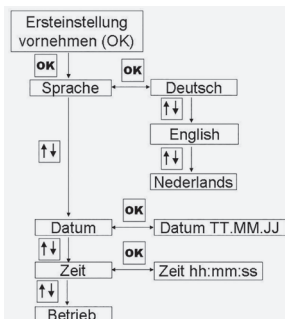 Ersteinstellung
vornehmen (OK)
OK
OK
Sprache
Deutsch
↑↓
English
↑↓
↑↓
Nederlands
OK
Datum
Datum TT.MM.JJ
↑↓
OK
Zeit
Zeit hh:mm:ss
↑↓
Betrieb